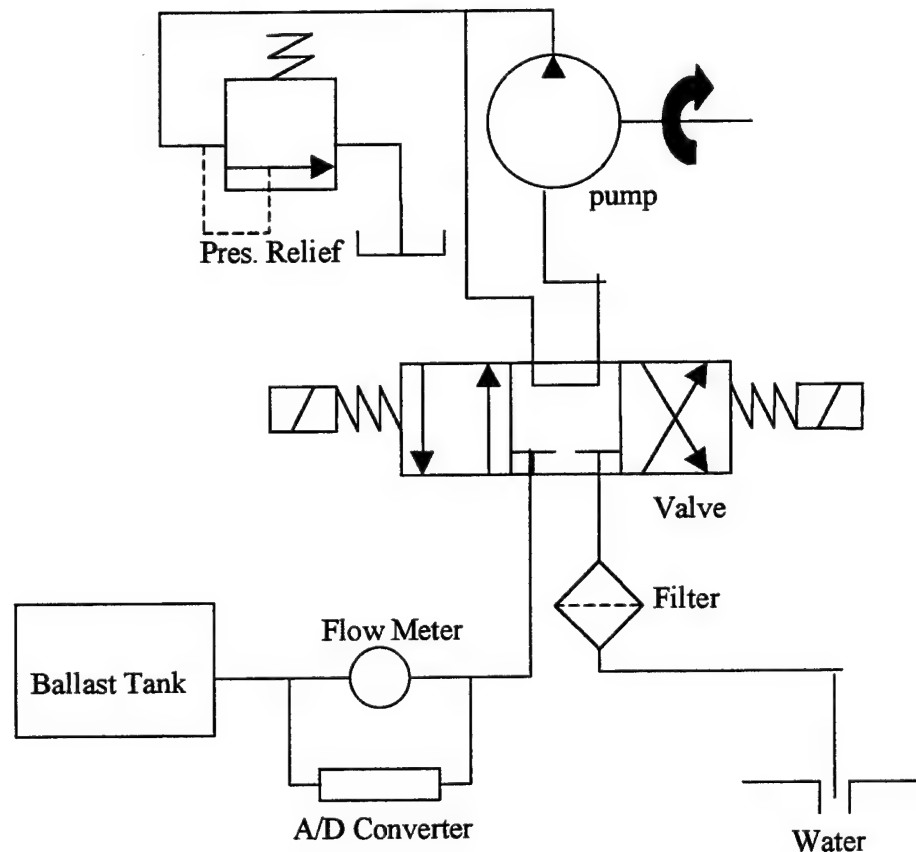 pump
Pres. Relief
Valve
Filter
Flow Meter
Ballast Tank
A/D Converter
Water